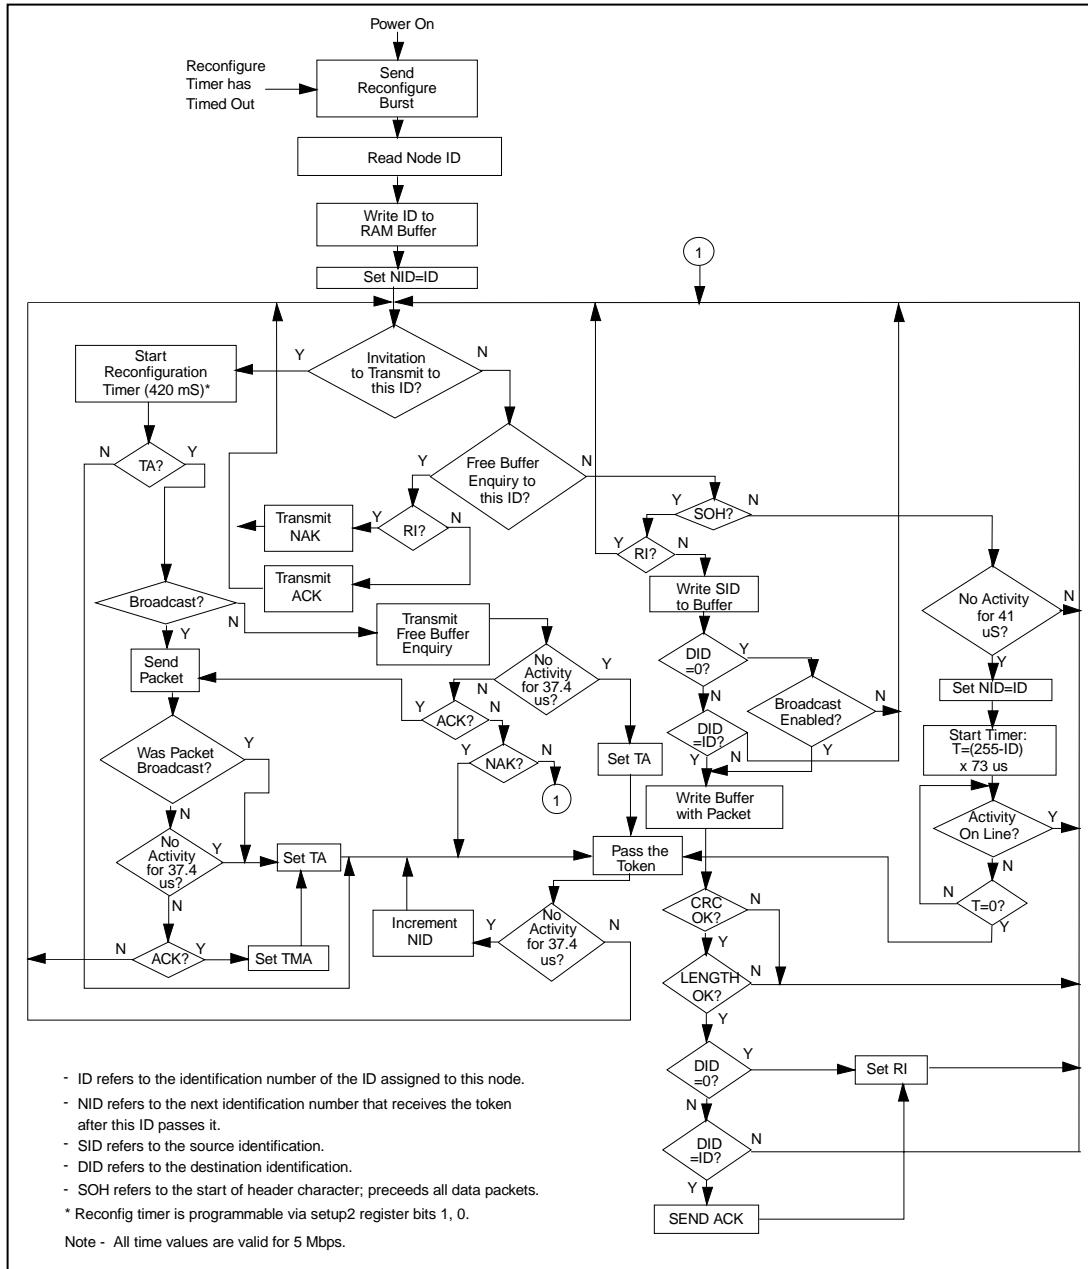 Power On
Reconfigure
Timer has
Timed Out
Send
Reconfigure
Burst
Read Node ID
Write ID to
RAM Buffer
1
Set NID=ID
Y
Invitation
to Transmit to
this ID?
N
Start
Reconfiguration
Timer (420 mS)*
N
TA?
Y
Y
Free Buffer
Enquiry to
this ID?
N
Transmit
NAK
Y
RI?
N
Y
SOH?
N
Y
RI?
N
Transmit
ACK
Write SID
to Buffer
No Activity
for 41
uS?
N
Y
Broadcast?
N
Y
Transmit
Free Buffer
Enquiry
Send
Packet
No
Activity
for 37.4
us?
N
Y
DID
=0?
Y
N
Set NID=ID
Broadcast
Enabled?
N
Y
ACK?
N
Y
DID
=ID?
N
Y
Start Timer:
T=(255-ID)
x 73 us
Was Packet
Broadcast?
Y
N
NAK?
N
Y
1
Set TA
Write Buffer
with Packet
Activity
On Line?
Y
N
No
Activity
for 37.4
us?
Y
N
Set TA
Pass the
Token
N
T=0?
Y
CRC
OK?
N
Y
Increment
NID
Y
No
Activity
for 37.4
us?
N
N
ACK?
Y
Set TMA
LENGTH
OK?
N
Y
DID
=0?
Y
N
Set RI
DID
=ID?
N
Y
SEND ACK
- ID refers to the identification number of the ID assigned to this node.
- NID refers to the next identification number that receives the token
after this ID passes it.
- SID refers to the source identification.
- DID refers to the destination identification.
- SOH refers to the start of header character; preceeds all data packets.
* Reconfig timer is programmable via setup2 register bits 1, 0.
Note - All time values are valid for 5 Mbps.